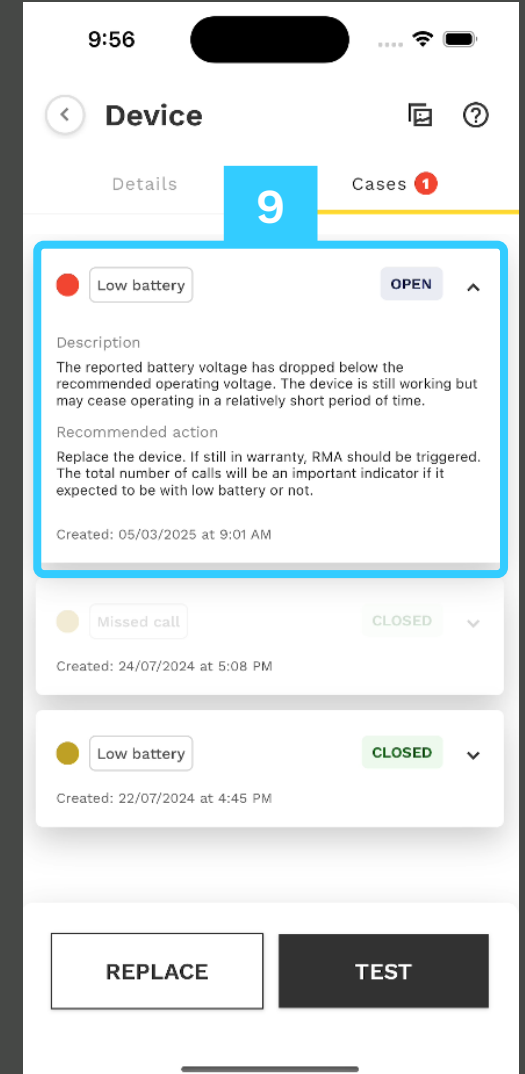 9:56
Device
Details
9
Cases 1
Low battery
OPEN
Description
The reported battery voltage has dropped below the
recommended operating voltage. The device is still working but
may cease operating in a relatively short period of time.
Recommended action
Replace the device. If still in warranty, RMA should be triggered.
The total number of calls will be an important indicator if it
expected to be with low battery or not.
Created: 05/03/2025 at 9:01 AM
Missed call
CLOSED
Created: 24/07/2024 at 5:08 PM
Low battery
CLOSED
Created: 22/07/2024 at 4:45 PM
REPLACE
TEST